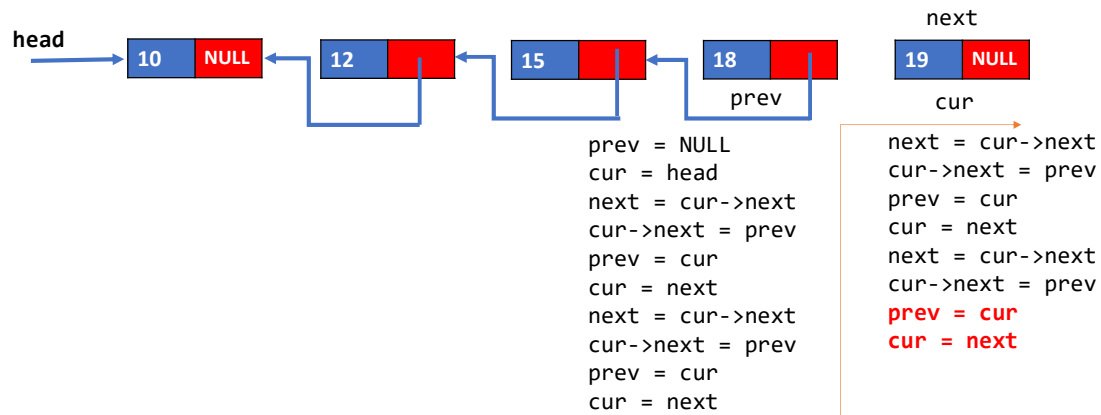 next
head
10 NULL
12
15
18
19 NULL
prev
cur
prev = NULL
cur = head
next = cur->next
cur->next = prev
prev = cur
cur = next
next = cur->next
cur->next = prev
prev = cur
cur = next
next = cur->next
cur->next = prev
prev = cur
cur = next
next = cur->next
cur->next = prev
prev = cur
cur = next